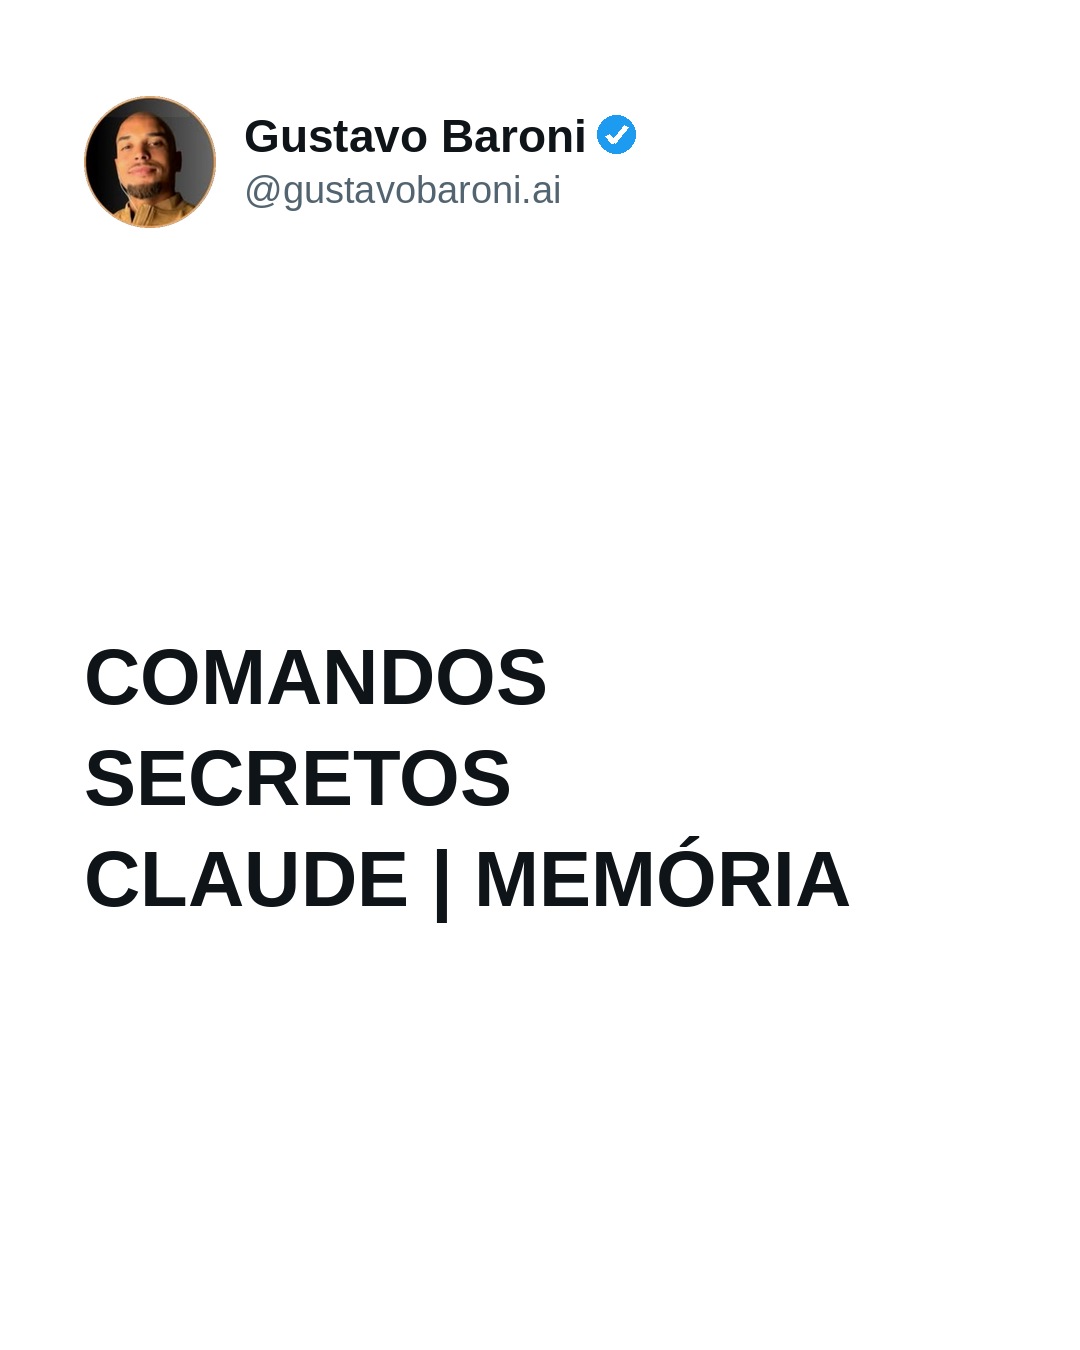 Gustavo Baroni
@gustavobaroni.ai
COMANDOS
SECRETOS
CLAUDE | MEMÓRIA